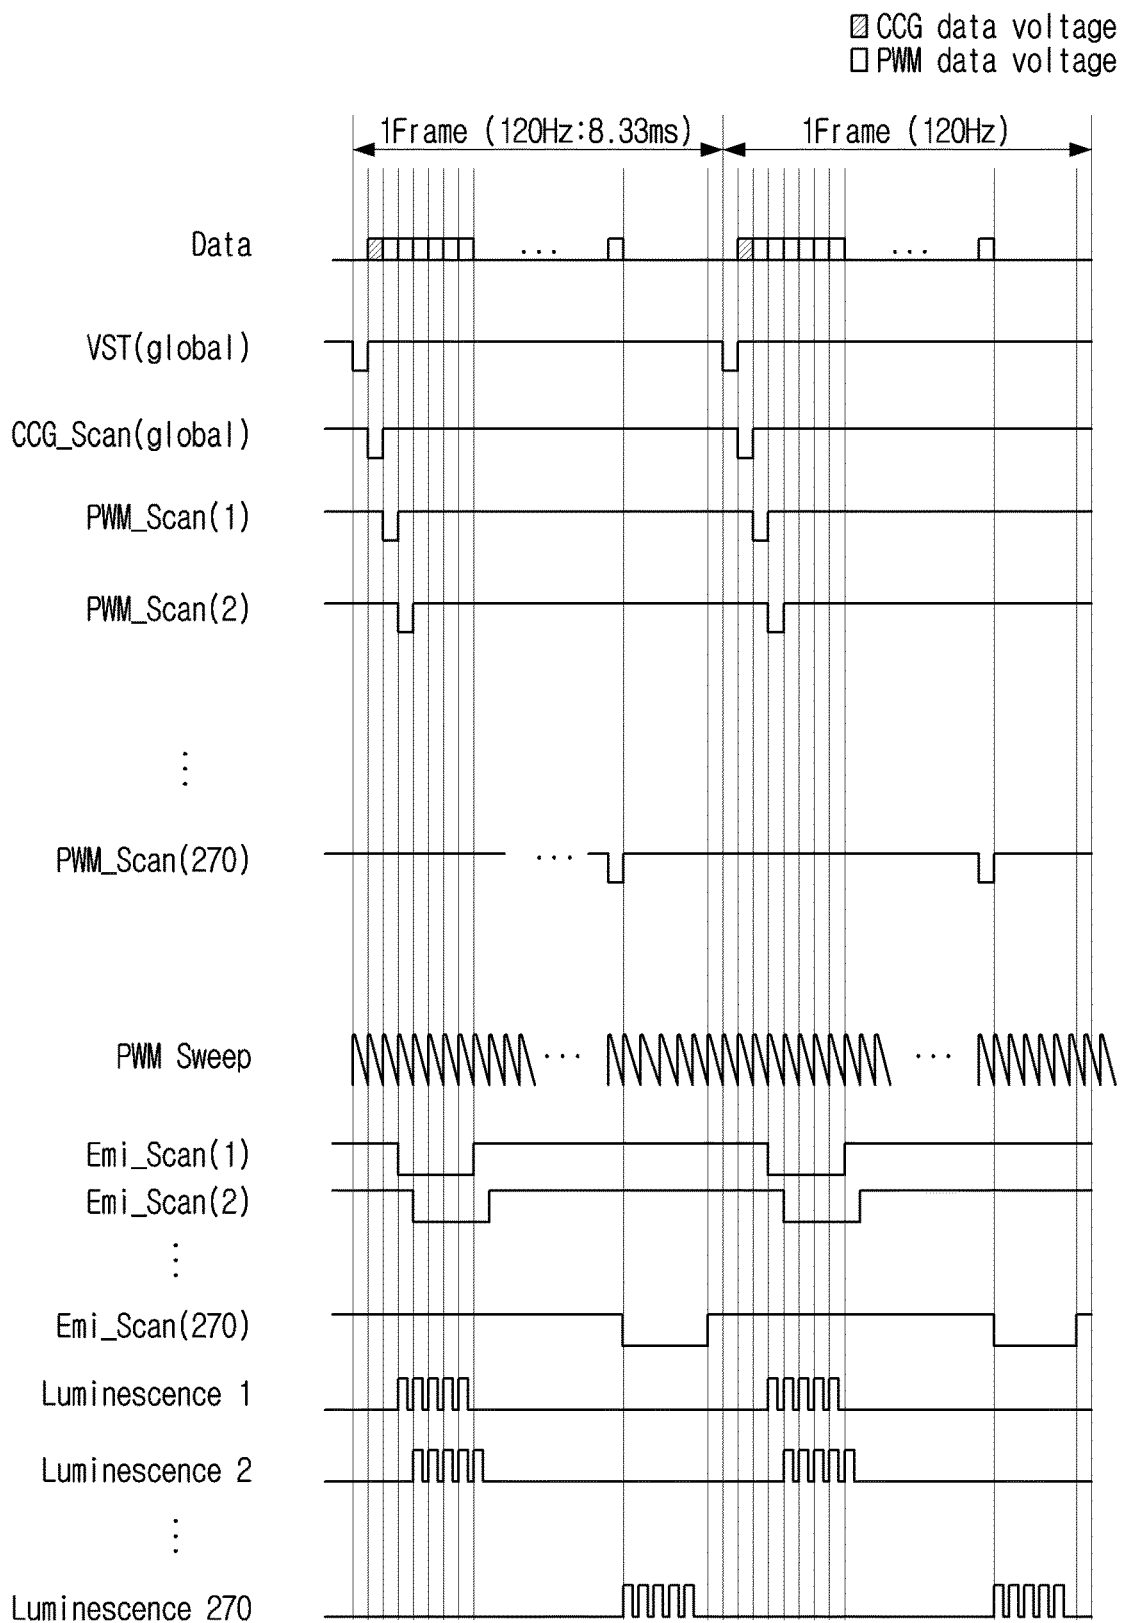 CCG data voltage
PWM data voltage
1Frame (120Hz:8.33ms)
1Frame (120Hz)
Data
...
...
VST(global)
CCG_Scan(global)
PWM_Scan(1)
PWM_Scan(2)
⋮
PWM_Scan(270)
...
PWM Sweep
...
...
Emi_Scan(1)
Emi_Scan(2)
⋮
Emi_Scan(270)
Luminescence 1
Luminescence 2
⋮
Luminescence 270